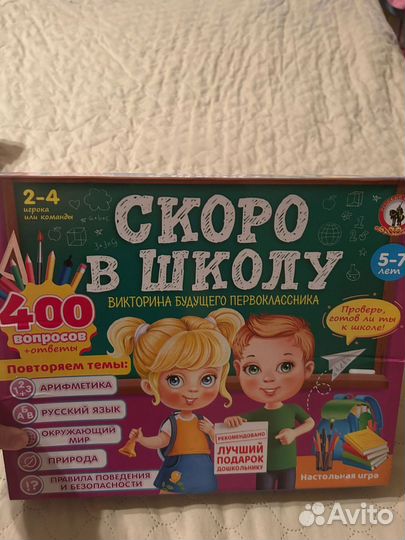 2-4
игрока
или команды
СКОРО
В ШКОЛУ
5-7
лет
ВИКТОРИНА БУДУЩЕГО ПЕРВОКЛАССНИКА
400
вопросов
+ответы
Проверь,
готов ли ты
к школе!
Повторяем темы:
АРИФМЕТИКА
РУССКИЙ ЯЗЫК
ОКРУЖАЮЩИЙ
МИР
ПРИРОДА
ПРАВИЛА ПОВЕДЕНИЯ
И БЕЗОПАСНОСТИ
РЕКОМЕНДОВАНО
ЛУЧШИЙ
ПОДАРОК
ДОШКОЛЬНИКУ
Настольная игра
Avito